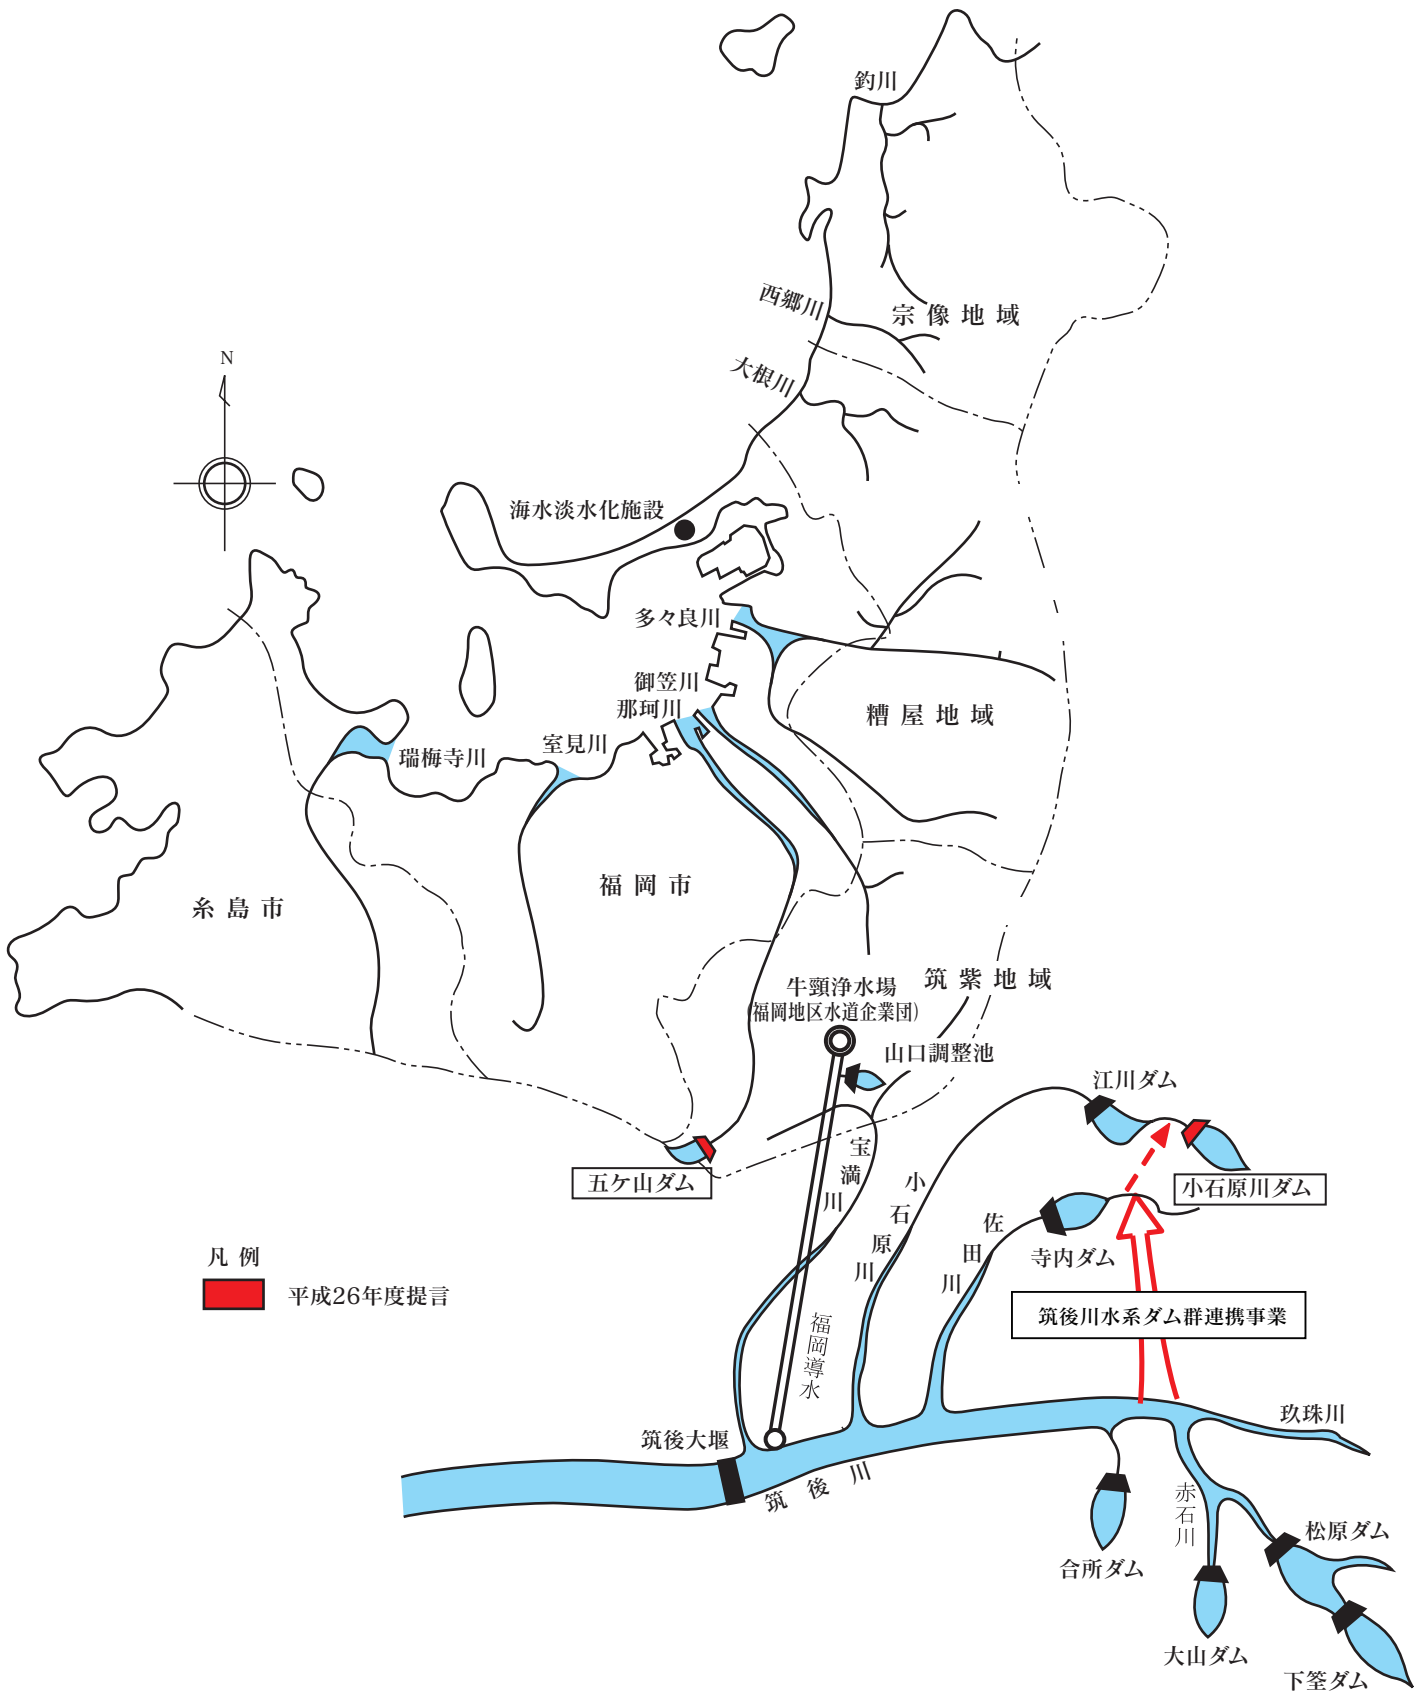 釣川
西郷川
宗像地域
大根川
N
海水淡水化施設
多々良川
御笠川
那珂川
糟屋地域
室見川
瑞梅寺川
福岡市
糸島市
筑紫地域
牛頸浄水場
(福岡地区水道企業団)
山口調整池
江川ダム
宝満川
小石原川
五ケ山ダム
小石原川ダム
佐田川
寺内ダム
凡例
平成26年度提言
筑後川水系ダム群連携事業
福岡導水
玖珠川
筑後大堰
筑後川
赤石川
松原ダム
合所ダム
大山ダム
下筌ダム